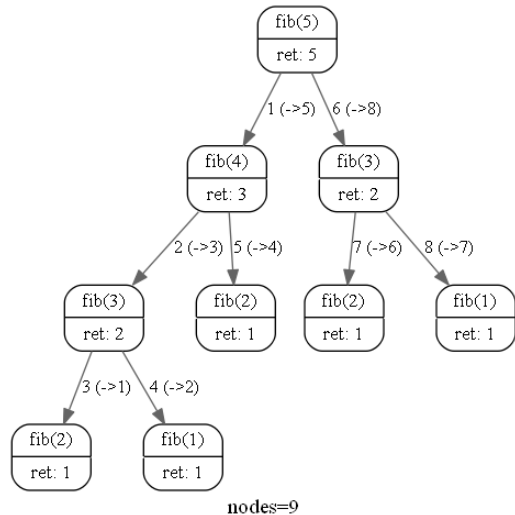 fib(5)
ret: 5
1 (->5) 6 (->8)
fib(4) fib(3)
ret: 3 ret: 2
2 (->3) 5 (->4) 7 (->6) 8 (->7)
fib(3) fib(2) fib(2) fib(1)
ret: 2 ret: 1 ret: 1 ret: 1
3 (->1) 4 (->2)
fib(2) fib(1)
ret: 1 ret: 1
nodes=9